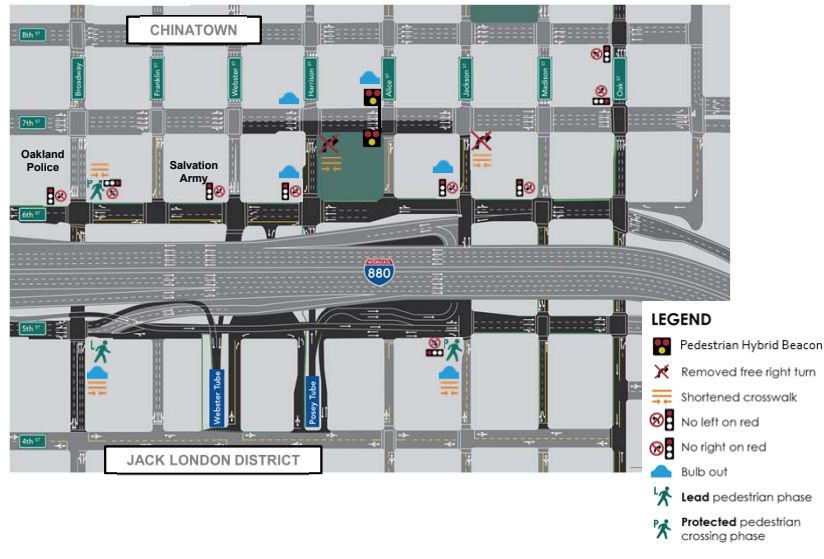 CHINATOWN
8th ST
Broadway
Franklin ST
Webster ST
Harrison ST
Alice ST
Jackson ST
Madison ST
Oak ST
7th ST
Oakland
Police
Salvation
Army
P
6th ST
INTERSTATE
880
5th ST
L
P
Webster Tube
Posey Tube
4th ST
JACK LONDON DISTRICT
LEGEND
Pedestrian Hybrid Beacon
Removed free right turn
Shortened crosswalk
No left on red
No right on red
Bulb out
L Lead pedestrian phase
P Protected pedestrian
crossing phase